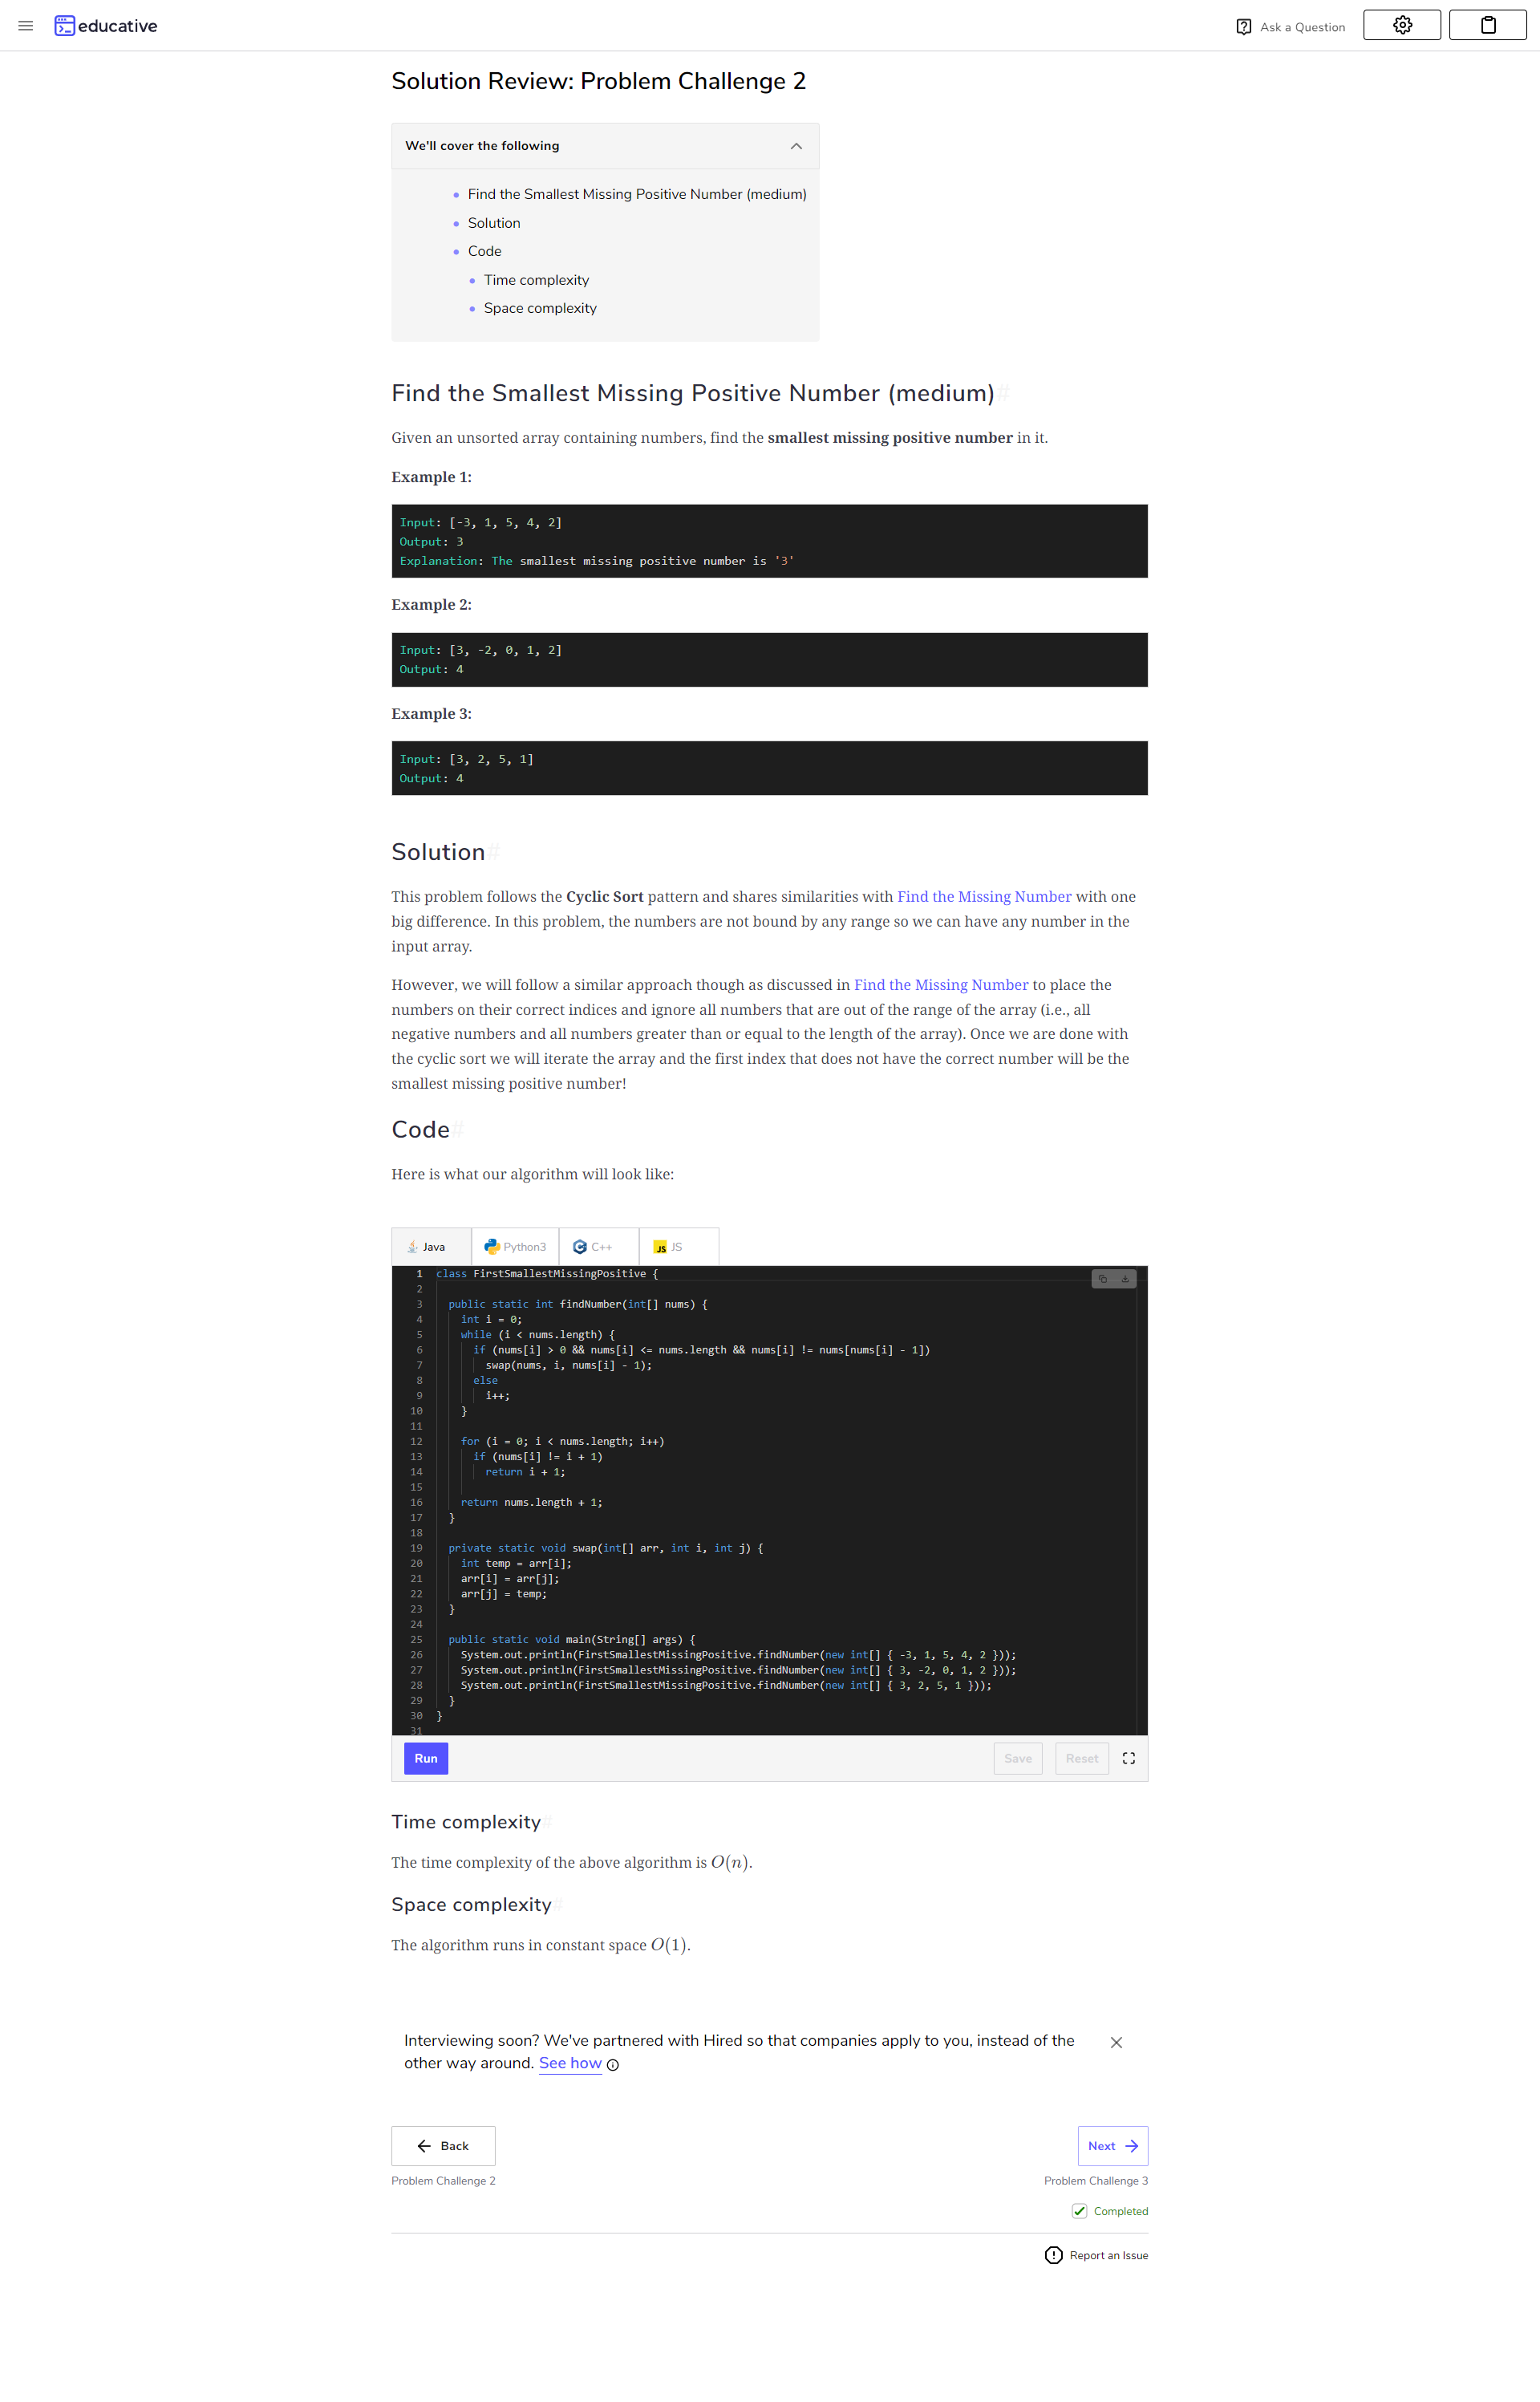 educative
Ask a Question
Solution Review: Problem Challenge 2
We'll cover the following
Find the Smallest Missing Positive Number (medium)
Solution
Code
Time complexity
Space complexity
Find the Smallest Missing Positive Number (medium)#
Given an unsorted array containing numbers, find the smallest missing positive number in it.
Example 1:
Input: [-3, 1, 5, 4, 2]
Output: 3
Explanation: The smallest missing positive number is '3'
Example 2:
Input: [3, -2, 0, 1, 2]
Output: 4
Example 3:
Input: [3, 2, 5, 1]
Output: 4
Solution#
This problem follows the Cyclic Sort pattern and shares similarities with Find the Missing Number with one
big difference. In this problem, the numbers are not bound by any range so we can have any number in the
input array.
However, we will follow a similar approach though as discussed in Find the Missing Number to place the
numbers on their correct indices and ignore all numbers that are out of the range of the array (i.e., all
negative numbers and all numbers greater than or equal to the length of the array). Once we are done with
the cyclic sort we will iterate the array and the first index that does not have the correct number will be the
smallest missing positive number!
Code#
Here is what our algorithm will look like:
Java Python3 C++ JS JS
1 class FirstSmallestMissingPositive {
2
3 public static int findNumber(int[] nums) {
4 int i = 0;
5 while (i < nums.length) {
6 if (nums[i] > 0 && nums[i] <= nums.length && nums[i] != nums[nums[i] - 1])
7 swap(nums, i, nums[i] - 1);
8 else
9 i++;
10 }
11
12 for (i = 0; i < nums.length; i++)
13 if (nums[i] != i + 1)
14 return i + 1;
15
16 return nums.length + 1;
17 }
18
19 private static void swap(int[] arr, int i, int j) {
20 int temp = arr[i];
21 arr[i] = arr[j];
22 arr[j] = temp;
23 }
24
25 public static void main(String[] args) {
26 System.out.println(FirstSmallestMissingPositive.findNumber(new int[] { -3, 1, 5, 4, 2 }));
27 System.out.println(FirstSmallestMissingPositive.findNumber(new int[] { 3, -2, 0, 1, 2 }));
28 System.out.println(FirstSmallestMissingPositive.findNumber(new int[] { 3, 2, 5, 1 }));
29 }
30 }
31
Run Save Reset
Time complexity#
The time complexity of the above algorithm is O(n).
Space complexity#
The algorithm runs in constant space O(1).
Interviewing soon? We've partnered with Hired so that companies apply to you, instead of the
other way around. See how
Back Next
Problem Challenge 2 Problem Challenge 3
Completed
Report an Issue